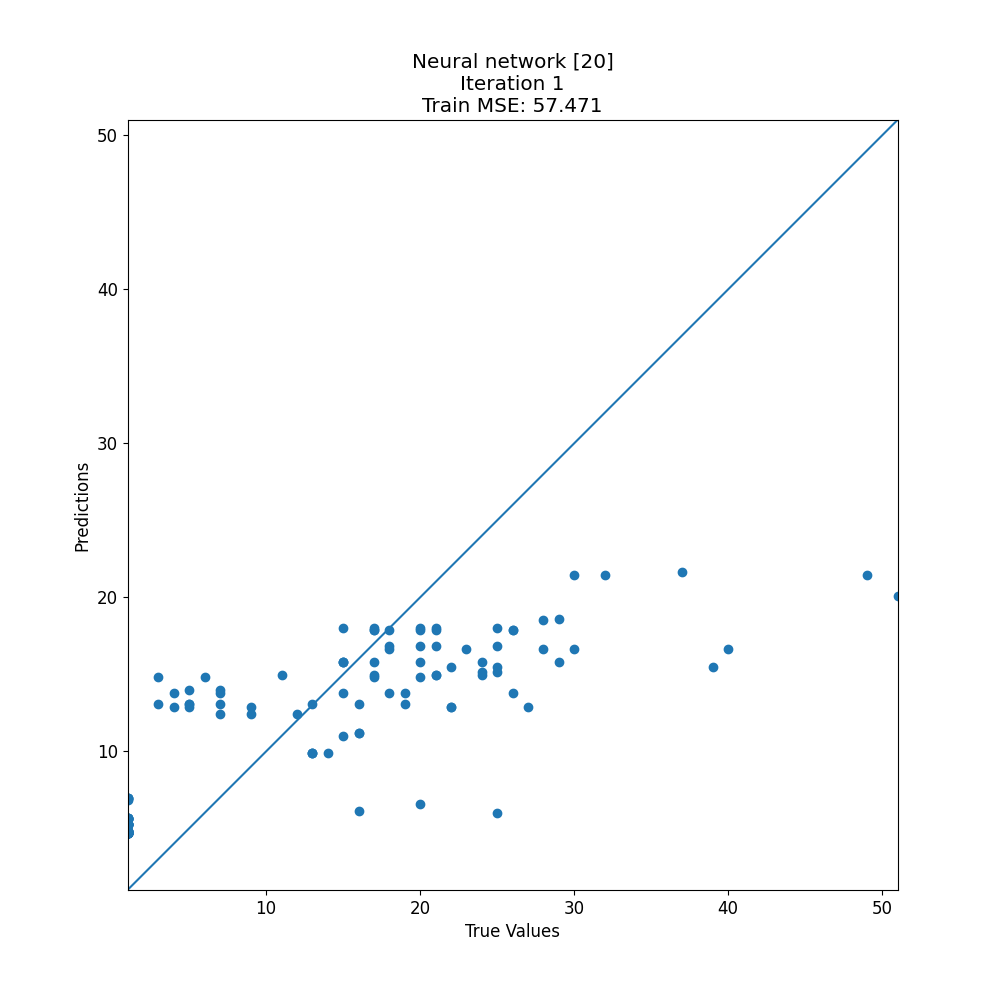 Neural network [20]
Iteration 1
Train MSE: 57.471
50
40
30
20
10
Predictions
10 20 30 40 50
True Values